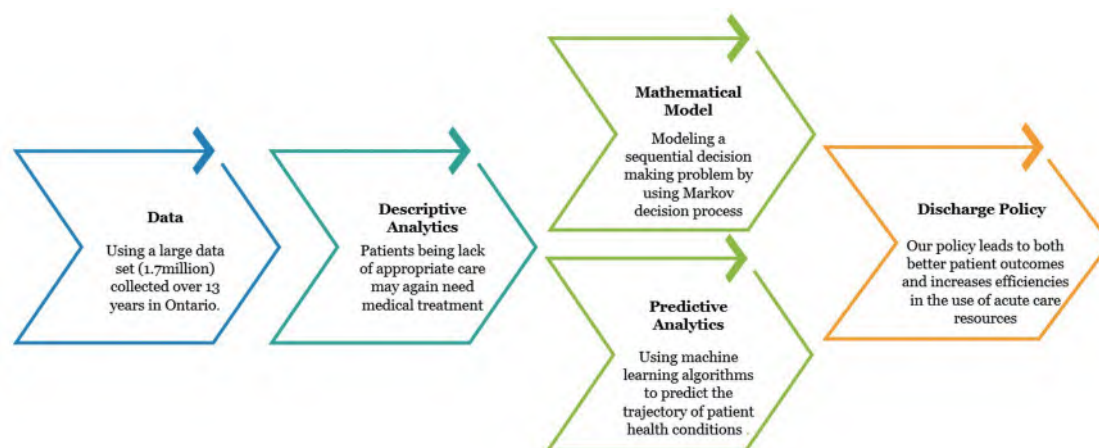 Data
Using a large data
set (1.7million)
collected over 13
years in Ontario.
Descriptive
Analytics
Patients being lack
of appropriate care
may again need
medical treatment
Mathematical
Model
Modeling a
sequential decision
making problem by
using Markov
decision process
Predictive
Analytics
Using machine
learning algorithms
to predict the
trajectory of patient
health conditions .
Discharge Policy
Our policy leads to both
better patient outcomes
and increases efficiencies
in the use of acute care
resources